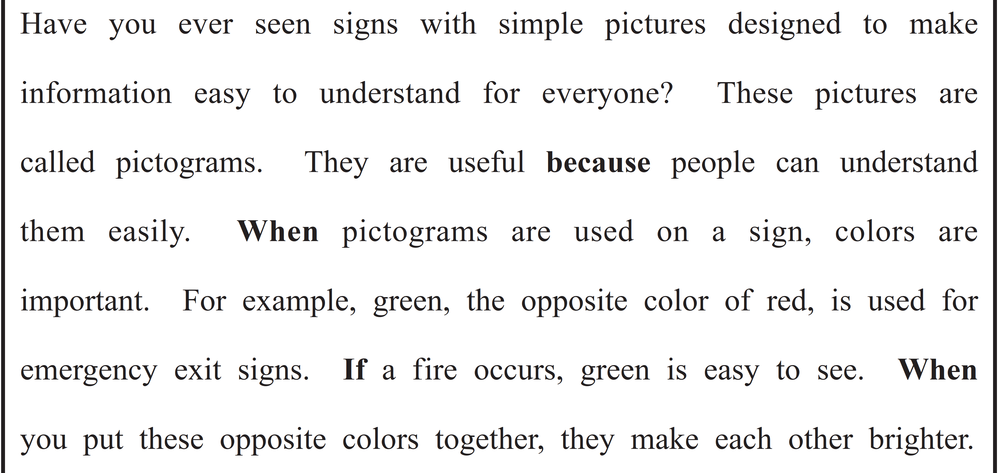 Have you ever seen signs with simple pictures designed to make
information easy to understand for everyone? These pictures are
called pictograms. They are useful because people can understand
them easily. When pictograms are used on a sign, colors are
important. For example, green, the opposite color of red, is used for
emergency exit signs. If a fire occurs, green is easy to see. When
you put these opposite colors together, they make each other brighter.